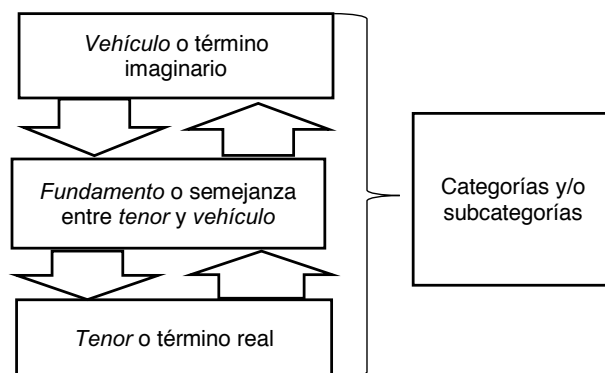 Vehículo o término
imaginario
Fundamento o semejanza
entre tenor y vehículo
Tenor o término real
Categorías y/o
subcategorías